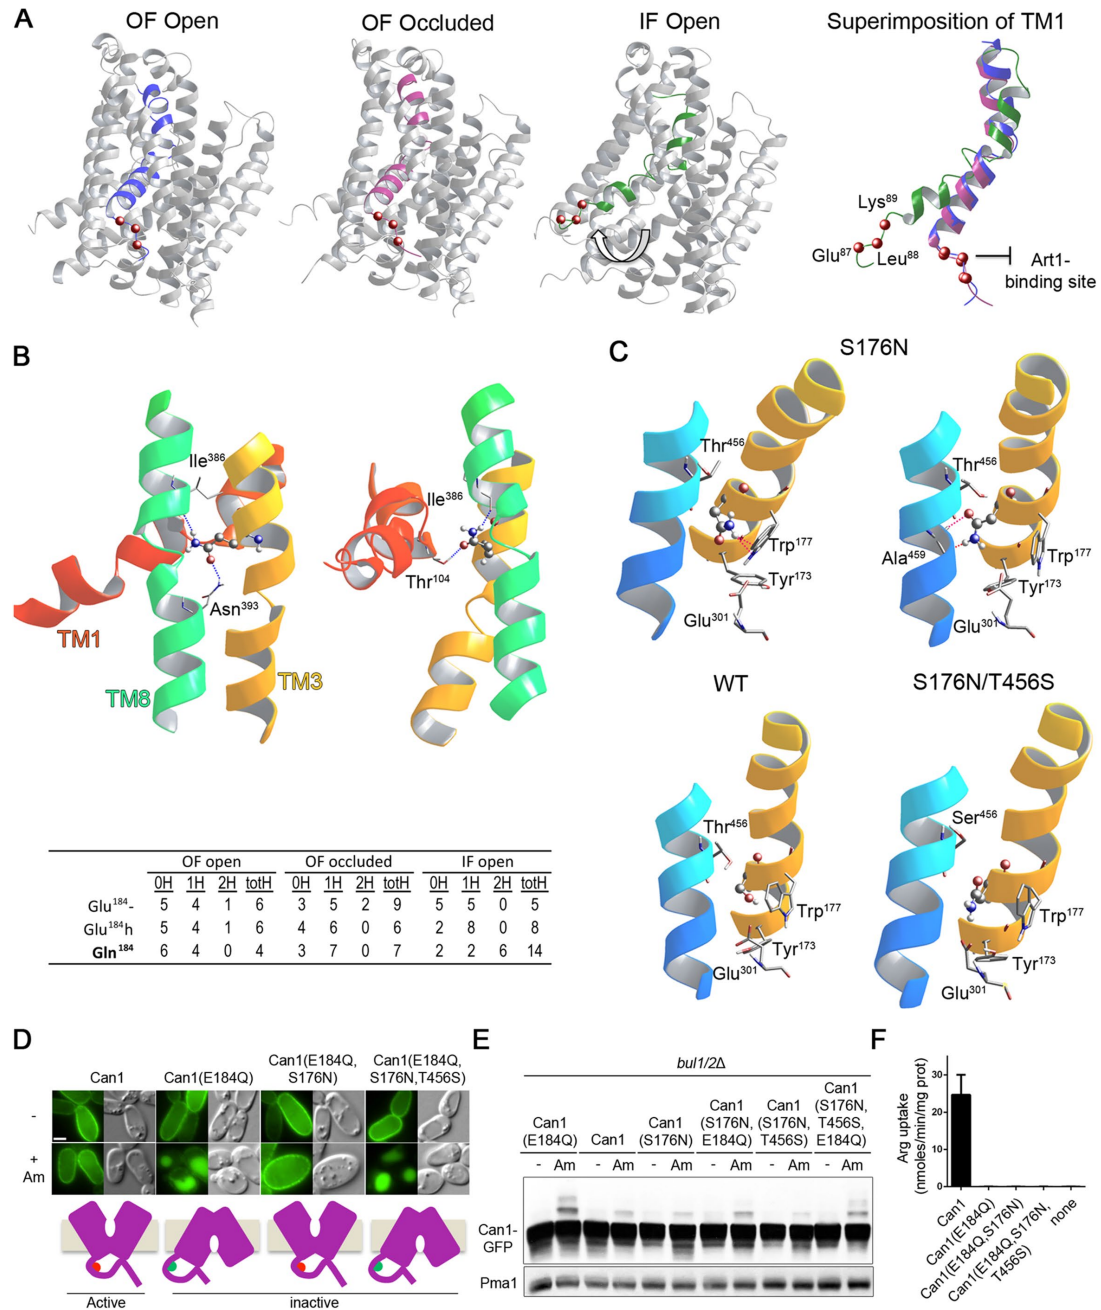 A
OF Open
OF Occluded
IF Open
Superimposition of TM1
Lys89
Glu87
Leu88
Art1-
binding site
B
Ile386
Asn393
TM1
TM8
TM3
Ile386
Thr104
OF open OF occluded IF open
0H 1H 2H totH 0H 1H 2H totH 0H 1H 2H totH
Glu184- 5 4 1 6 3 5 2 9 5 5 0 5
Glu184h 5 4 1 6 4 6 0 6 2 8 0 8
Gln184 6 4 0 4 3 7 0 7 2 2 6 14
C
S176N
Thr456
Trp177
Tyr173
Glu301
Thr456
Ala459
Trp177
Tyr173
Glu301
WT
S176N/T456S
Thr456
Trp177
Tyr173
Glu301
Ser456
Trp177
Tyr173
Glu301
D
Can1
Can1(E184Q)
Can1(E184Q,
S176N)
Can1(E184Q,
S176N,T456S)
-
+
Am
Active
inactive
E
bul1/2Δ
Can1
(E184Q)
Can1
Can1
(S176N)
Can1
(S176N,
E184Q)
Can1
(S176N,
T456S)
Can1
(S176N,
T456S,
E184Q)
- Am - Am - Am - Am - Am - Am
Can1-
GFP
Pma1
F
Arg uptake
(nmoles/min/mg prot)
30
20
10
0
Can1
Can1(E184Q)
Can1(E184Q,S176N)
Can1(E184Q,S176N,
T456S)
none